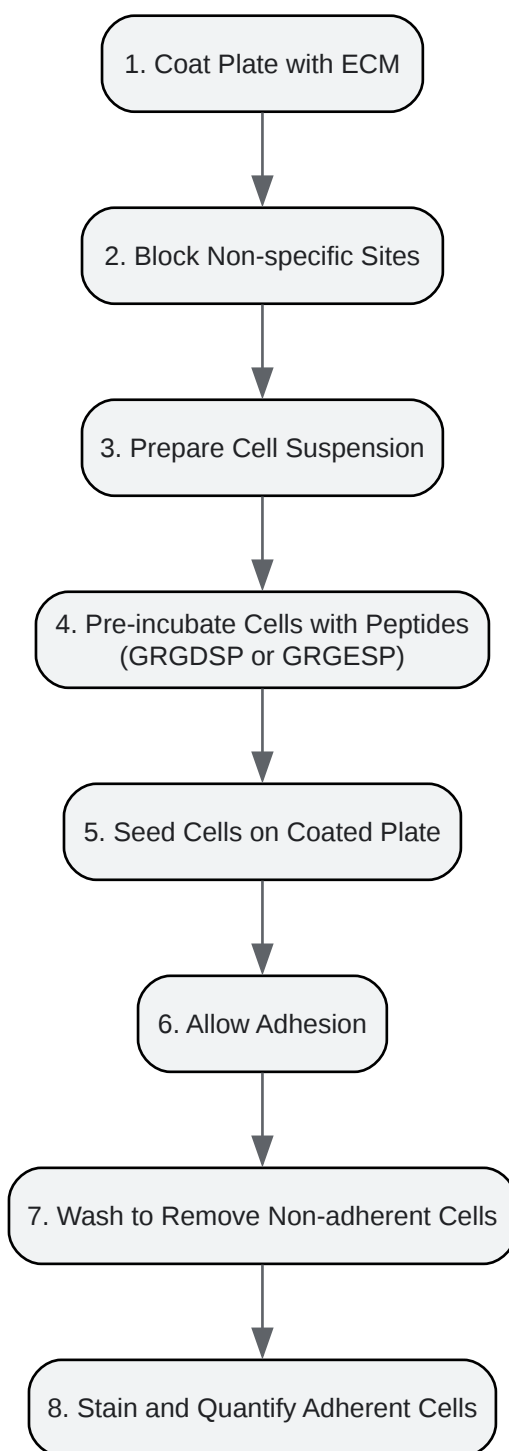 1. Coat Plate with ECM
2. Block Non-specific Sites
3. Prepare Cell Suspension
4. Pre-incubate Cells with Peptides
(GRGDSP or GRGESP)
5. Seed Cells on Coated Plate
6. Allow Adhesion
7. Wash to Remove Non-adherent Cells
8. Stain and Quantify Adherent Cells